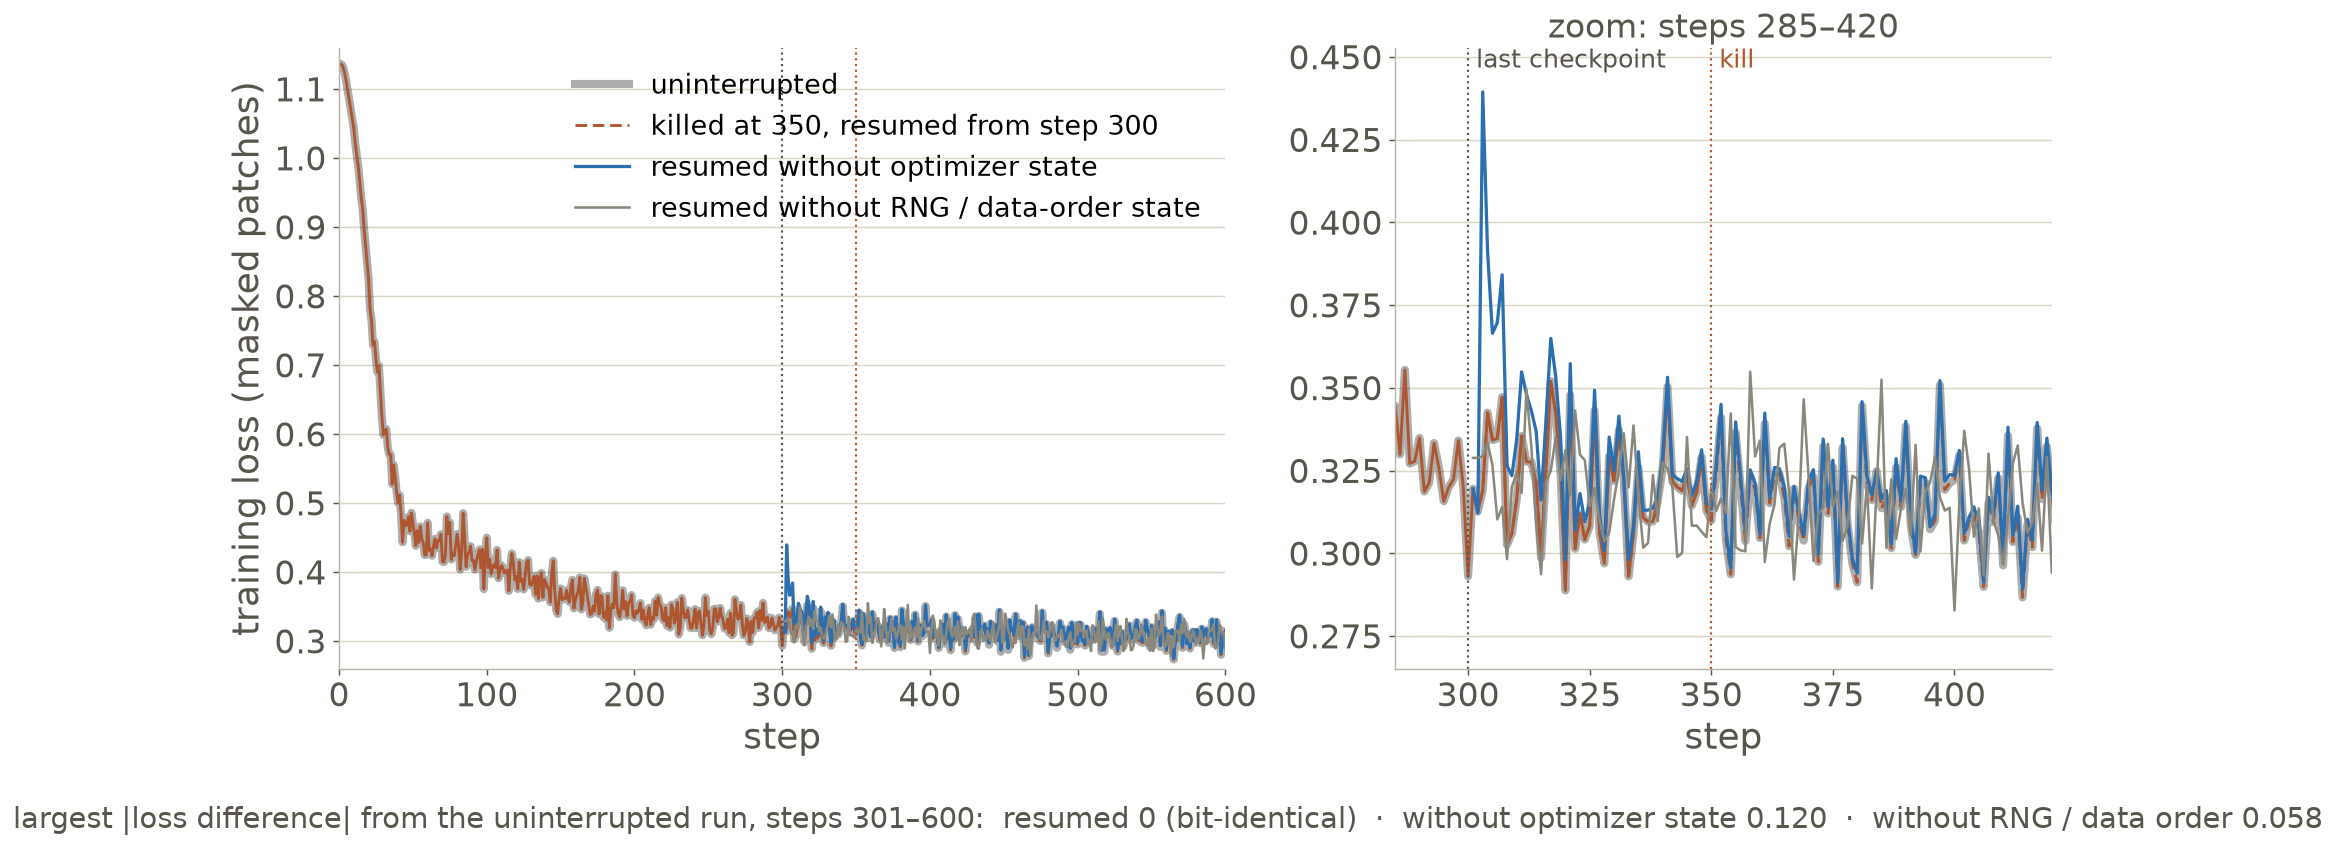 training loss (masked patches)
1.1
1.0
0.9
0.8
0.7
0.6
0.5
0.4
0.3
0 100 200 300 400 500 600
step
uninterrupted
killed at 350, resumed from step 300
resumed without optimizer state
resumed without RNG / data-order state
zoom: steps 285–420
last checkpoint
kill
0.450
0.425
0.400
0.375
0.350
0.325
0.300
0.275
300 325 350 375 400
step
largest |loss difference| from the uninterrupted run, steps 301–600: resumed 0 (bit-identical) · without optimizer state 0.120 · without RNG / data order 0.058